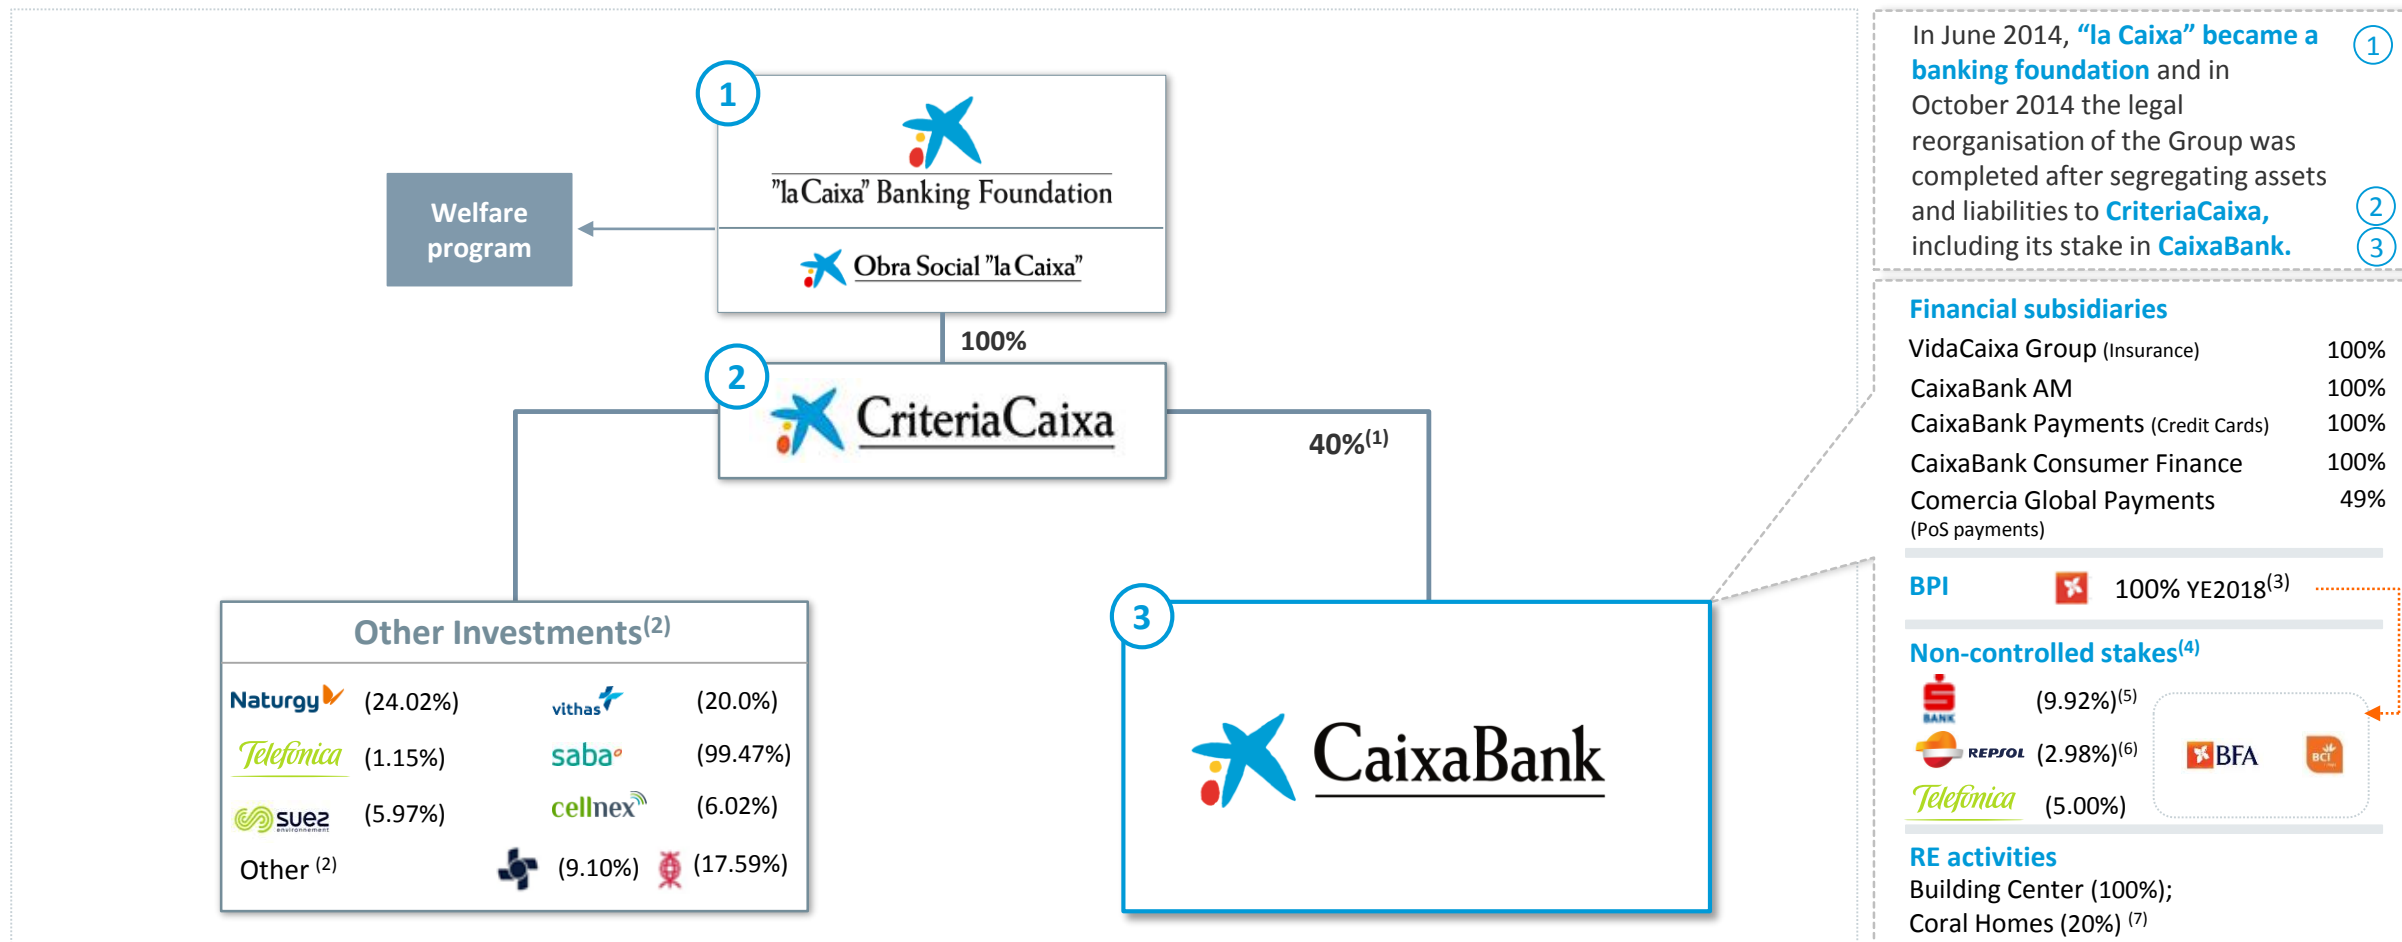 1
"la Caixa" Banking Foundation
Obra Social "la Caixa"
Welfare
program
100%
2
CriteriaCaixa
40%(1)
Other Investments(2)
Naturgy (24.02%) vithas (20.0%)
Telefónica (1.15%) saba (99.47%)
suez (5.97%) cellnex (6.02%)
environnement
Other (2) (9.10%) (17.59%)
3
CaixaBank
In June 2014, “la Caixa” became a 1
banking foundation and in
October 2014 the legal
reorganisation of the Group was
completed after segregating assets
and liabilities to CriteriaCaixa, 2
including its stake in CaixaBank. 3
Financial subsidiaries
VidaCaixa Group (Insurance) 100%
CaixaBank AM 100%
CaixaBank Payments (Credit Cards) 100%
CaixaBank Consumer Finance 100%
Comercia Global Payments 49%
(PoS payments)
BPI 100% YE2018(3)
Non-controlled stakes(4)
S BANK (9.92%)(5)
REPSOL (2.98%)(6) BFA BCI
Telefónica (5.00%)
RE activities
Building Center (100%);
Coral Homes (20%) (7)